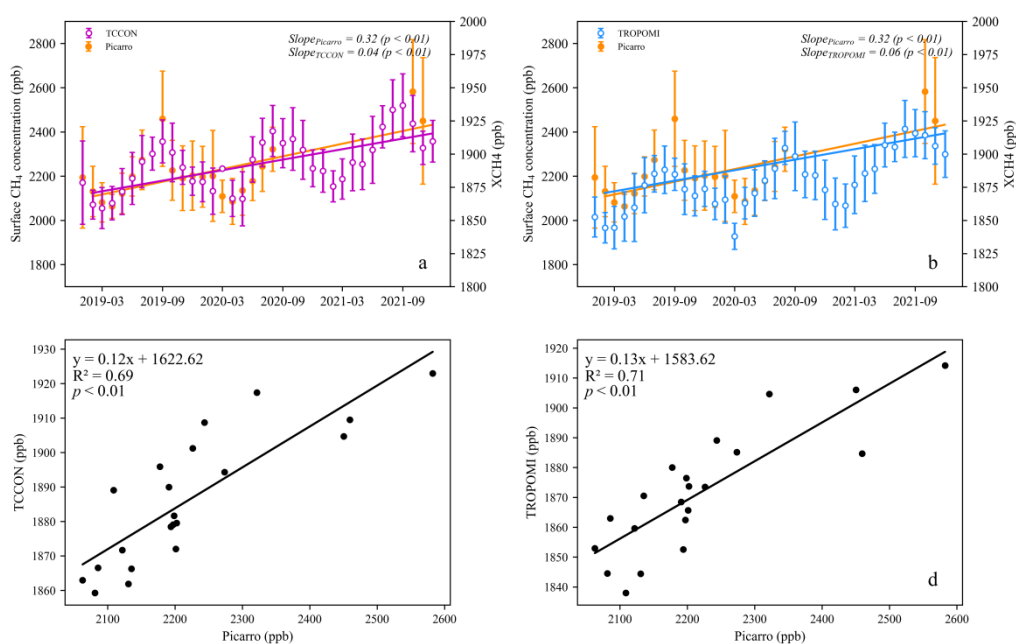 TCCON
Picarro
Slope_Picarro = 0.32 (p < 0.01)
Slope_TCCON = 0.04 (p < 0.01)
2800
2600
2400
2200
2000
1800
Surface CH₄ concentration (ppb)
2000
1975
1950
1925
1900
1875
1850
1825
1800
XCH4 (ppb)
a
2019-03 2019-09 2020-03 2020-09 2021-03 2021-09
TROPOMI
Picarro
Slope_Picarro = 0.32 (p < 0.01)
Slope_TROPOMI = 0.06 (p < 0.01)
2800
2600
2400
2200
2000
1800
Surface CH₄ concentration (ppb)
2000
1975
1950
1925
1900
1875
1850
1825
1800
XCH4 (ppb)
b
2019-03 2019-09 2020-03 2020-09 2021-03 2021-09
y = 0.12x + 1622.62
R² = 0.69
p < 0.01
1930
1920
1910
1900
1890
1880
1870
1860
TCCON (ppb)
2100 2200 2300 2400 2500 2600
Picarro (ppb)
y = 0.13x + 1583.62
R² = 0.71
p < 0.01
1920
1910
1900
1890
1880
1870
1860
1850
1840
TROPOMI (ppb)
d
2100 2200 2300 2400 2500 2600
Picarro (ppb)